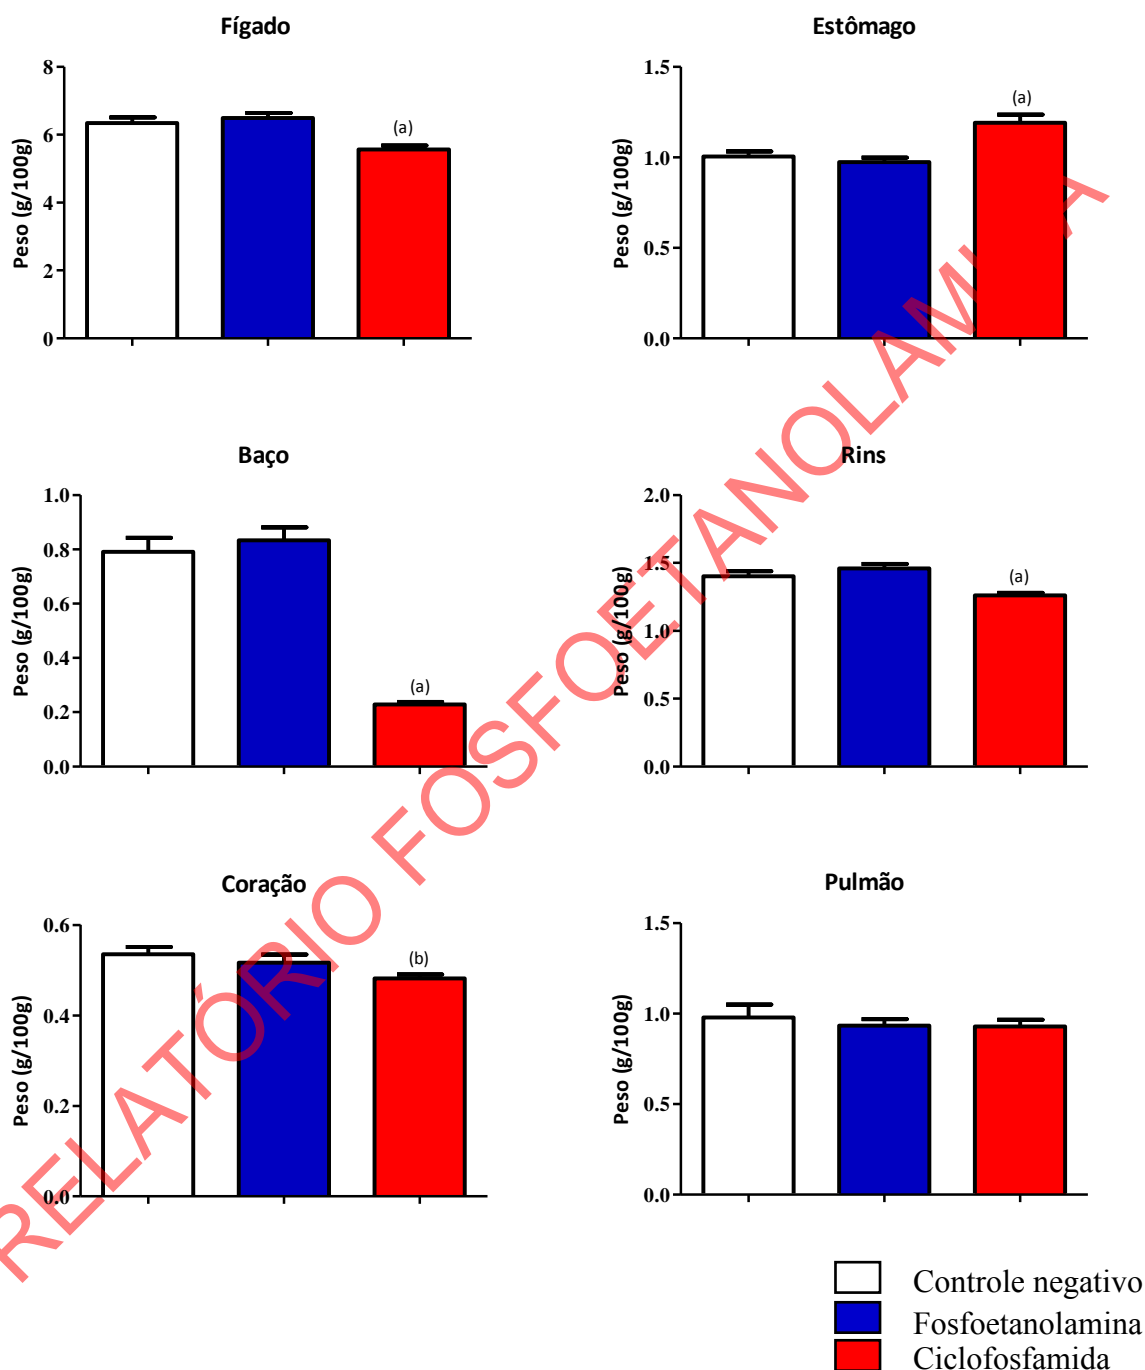 Fígado
Peso (g/100g)
8
6
4
2
0
(a)
Estômago
Peso (g/100g)
1.5
1.0
0.5
0.0
(a)
Baço
Peso (g/100g)
1.0
0.8
0.6
0.4
0.2
0.0
(a)
Rins
Peso (g/100g)
2.0
1.5
1.0
0.5
0.0
(a)
Coração
Peso (g/100g)
0.6
0.4
0.2
0.0
(b)
Pulmão
Peso (g/100g)
1.5
1.0
0.5
0.0
Controle negativo
Fosfoetanolamina
Ciclofosfamida
RELATÓRIO FOSFOETANOLAMINA